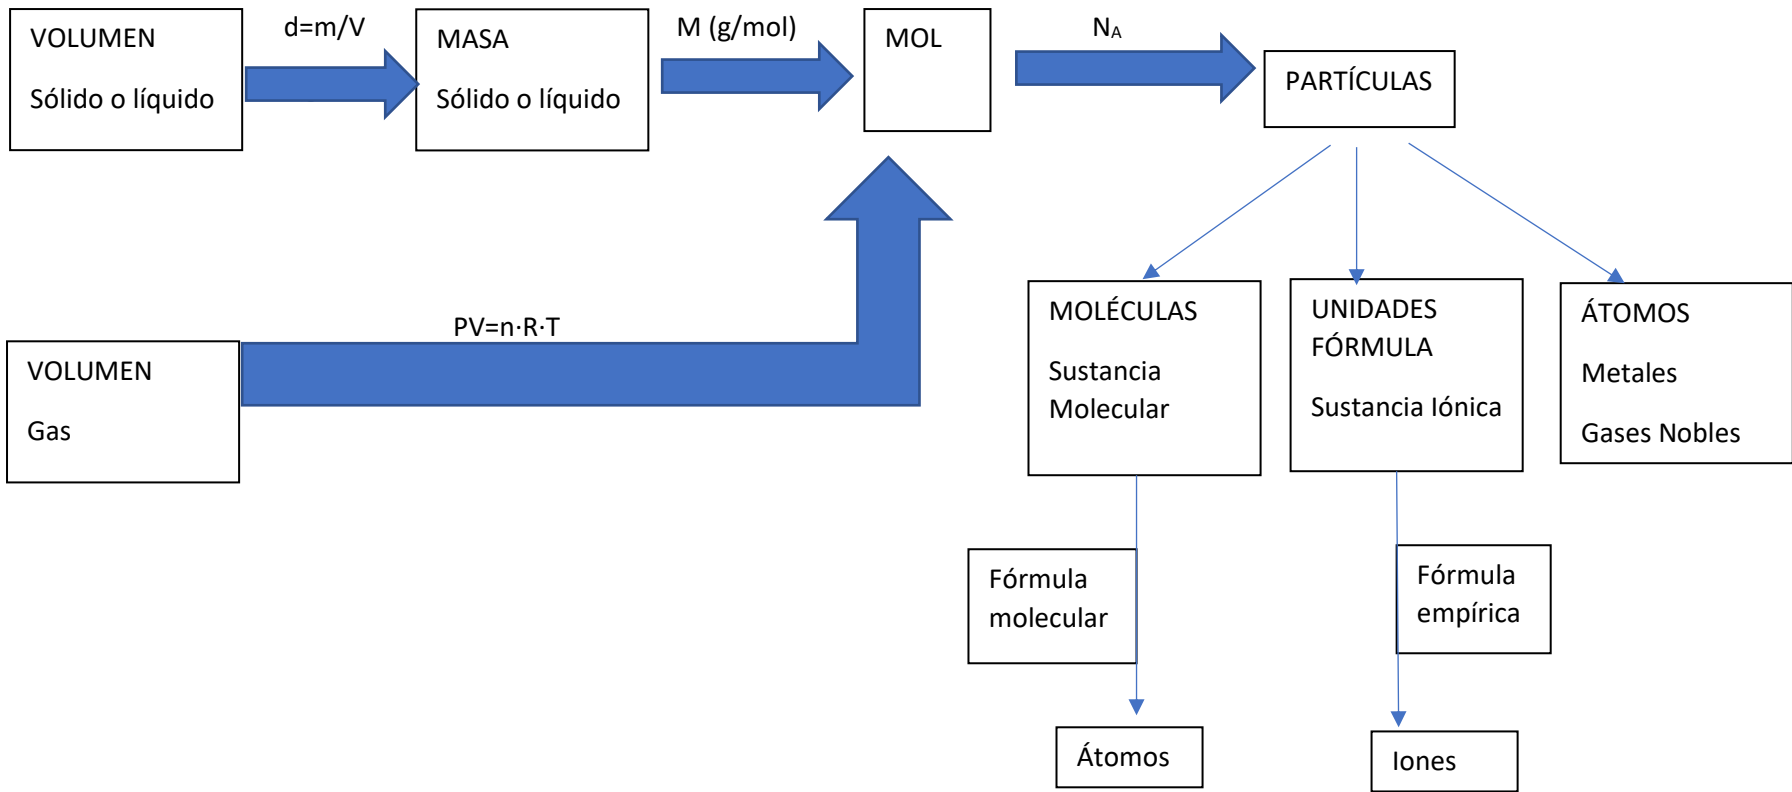 VOLUMEN
Sólido o líquido
d=m/V
MASA
Sólido o líquido
M (g/mol)
MOL
NA
PARTÍCULAS
VOLUMEN
Gas
PV=n·R·T
MOLÉCULAS
Sustancia
Molecular
UNIDADES
FÓRMULA
Sustancia Iónica
ÁTOMOS
Metales
Gases Nobles
Fórmula
molecular
Fórmula
empírica
Átomos
Iones